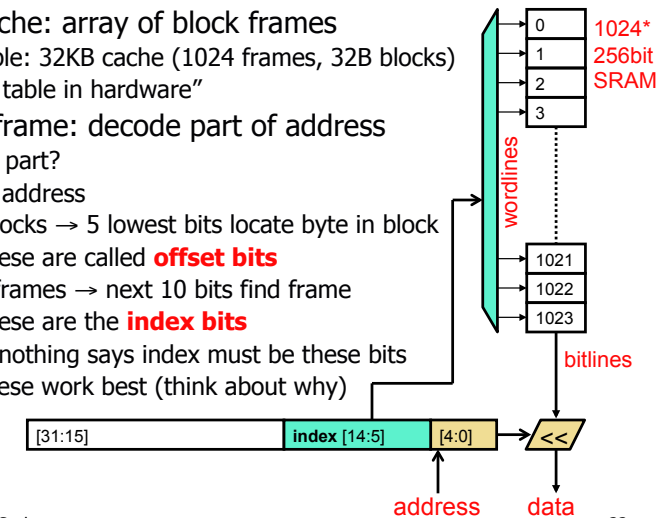 che: array of block frames
ple: 32KB cache (1024 frames, 32B blocks)
table in hardware”
frame: decode part of address
part?
address
ocks → 5 lowest bits locate byte in block
ese are called offset bits
frames → next 10 bits find frame
ese are the index bits
nothing says index must be these bits
ese work best (think about why)
0
1
2
3
1024*
256bit
SRAM
wordlines
1021
1022
1023
bitlines
[31:15] index [14:5] [4:0] <<
address data